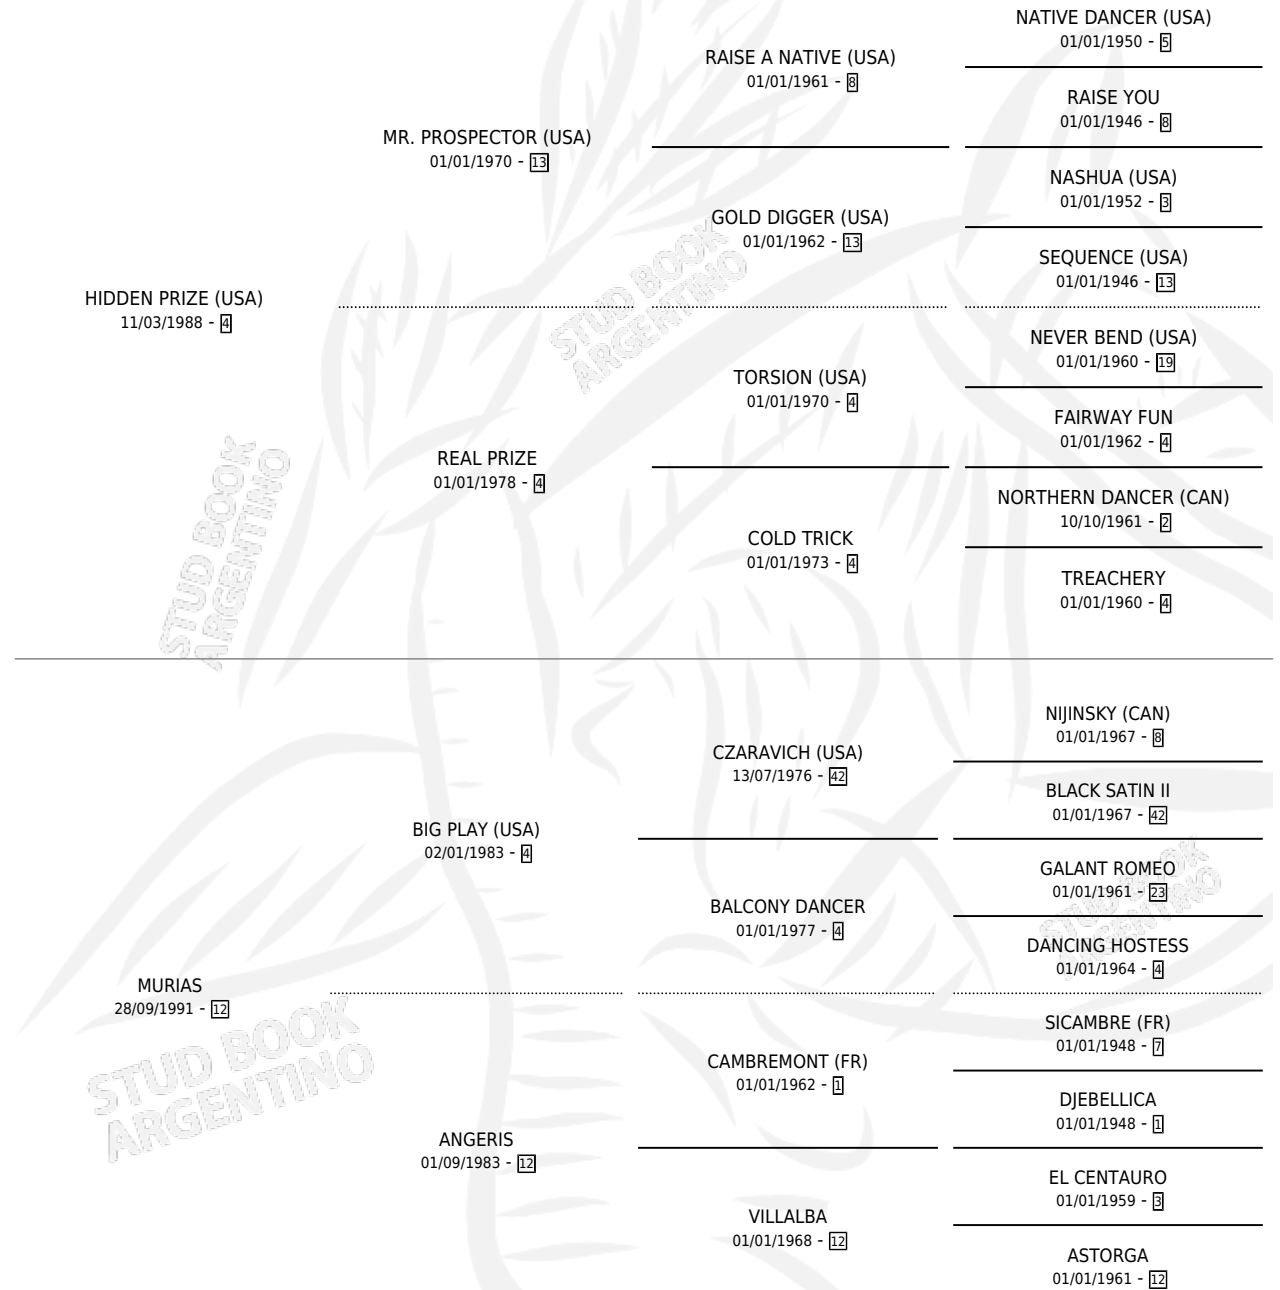 NATIVE DANCER (USA)
01/01/1950 - 5
RAISE A NATIVE (USA)
01/01/1961 - 8
RAISE YOU
01/01/1946 - 8
MR. PROSPECTOR (USA)
01/01/1970 - 13
NASHUA (USA)
01/01/1952 - 3
GOLD DIGGER (USA)
01/01/1962 - 13
SEQUENCE (USA)
01/01/1946 - 13
HIDDEN PRIZE (USA)
11/03/1988 - 4
NEVER BEND (USA)
01/01/1960 - 19
TORSION (USA)
01/01/1970 - 4
FAIRWAY FUN
01/01/1962 - 4
REAL PRIZE
01/01/1978 - 4
NORTHERN DANCER (CAN)
10/10/1961 - 2
COLD TRICK
01/01/1973 - 4
TREACHERY
01/01/1960 - 4
NIJINSKY (CAN)
01/01/1967 - 8
CZARAVICH (USA)
13/07/1976 - 42
BLACK SATIN II
01/01/1967 - 42
BIG PLAY (USA)
02/01/1983 - 4
GALANT ROMEO
01/01/1961 - 23
BALCONY DANCER
01/01/1977 - 4
DANCING HOSTESS
01/01/1964 - 4
MURIAS
28/09/1991 - 12
SICAMBRE (FR)
01/01/1948 - 7
CAMBREMONT (FR)
01/01/1962 - 1
DJEBELLICA
01/01/1948 - 1
ANGERIS
01/09/1983 - 12
EL CENTAURO
01/01/1959 - 3
VILLALBA
01/01/1968 - 12
ASTORGA
01/01/1961 - 12
STUD BOOK
ARGENTINO
STUD BOOK
ARGENTINO
STUD BOOK
ARGENTINO
STUD BOOK
ARGENTINO